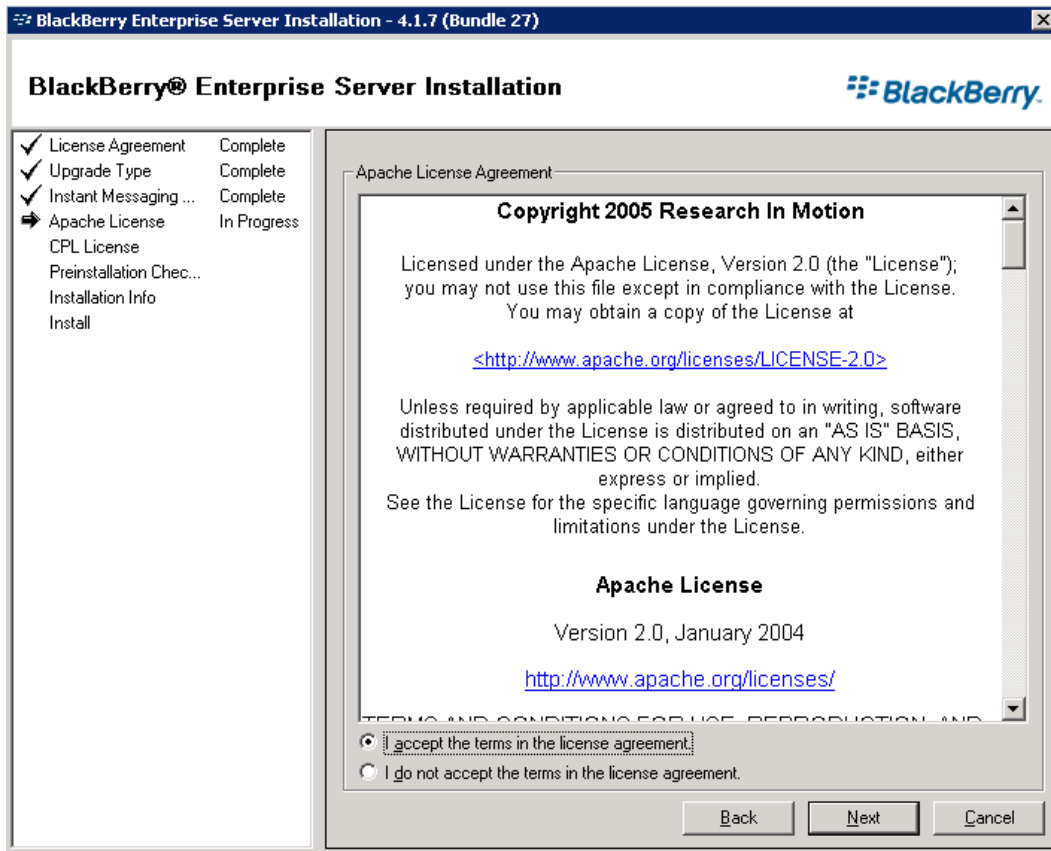 BlackBerry Enterprise Server Installation - 4.1.7 (Bundle 27)
BlackBerry® Enterprise Server Installation
BlackBerry.
License Agreement Complete
Upgrade Type Complete
Instant Messaging ... Complete
Apache License In Progress
CPL License
Preinstallation Chec...
Installation Info
Install
Apache License Agreement
Copyright 2005 Research In Motion
Licensed under the Apache License, Version 2.0 (the "License");
you may not use this file except in compliance with the License.
You may obtain a copy of the License at
<http://www.apache.org/licenses/LICENSE-2.0>
Unless required by applicable law or agreed to in writing, software
distributed under the License is distributed on an "AS IS" BASIS,
WITHOUT WARRANTIES OR CONDITIONS OF ANY KIND, either
express or implied.
See the License for the specific language governing permissions and
limitations under the License.
Apache License
Version 2.0, January 2004
http://www.apache.org/licenses/
TERMS AND CONDITIONS FOR USE, REPRODUCTION, AND
I accept the terms in the license agreement.
I do not accept the terms in the license agreement.
Back
Next
Cancel